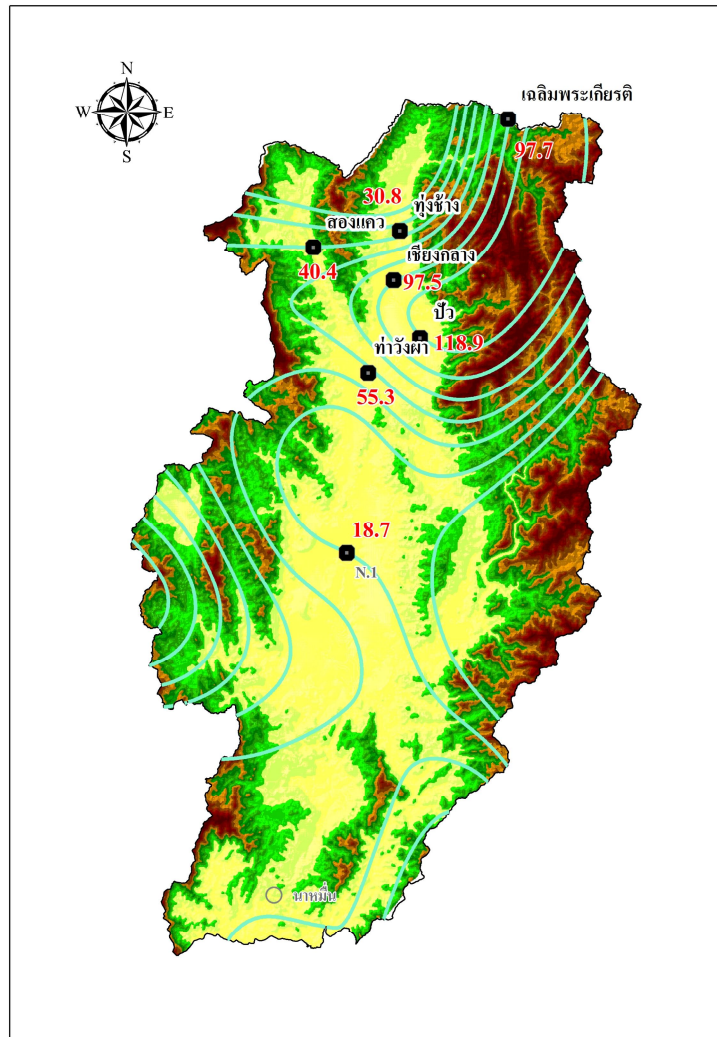 N
W E
S
เฉลิมพระเกียรติ
97.7
30.8
ทุ่งช้าง
สองแคว
40.4
เชียงกลาง
97.5
ปัว
118.9
ท่าวังผา
55.3
18.7
N.1
นาหมื่น